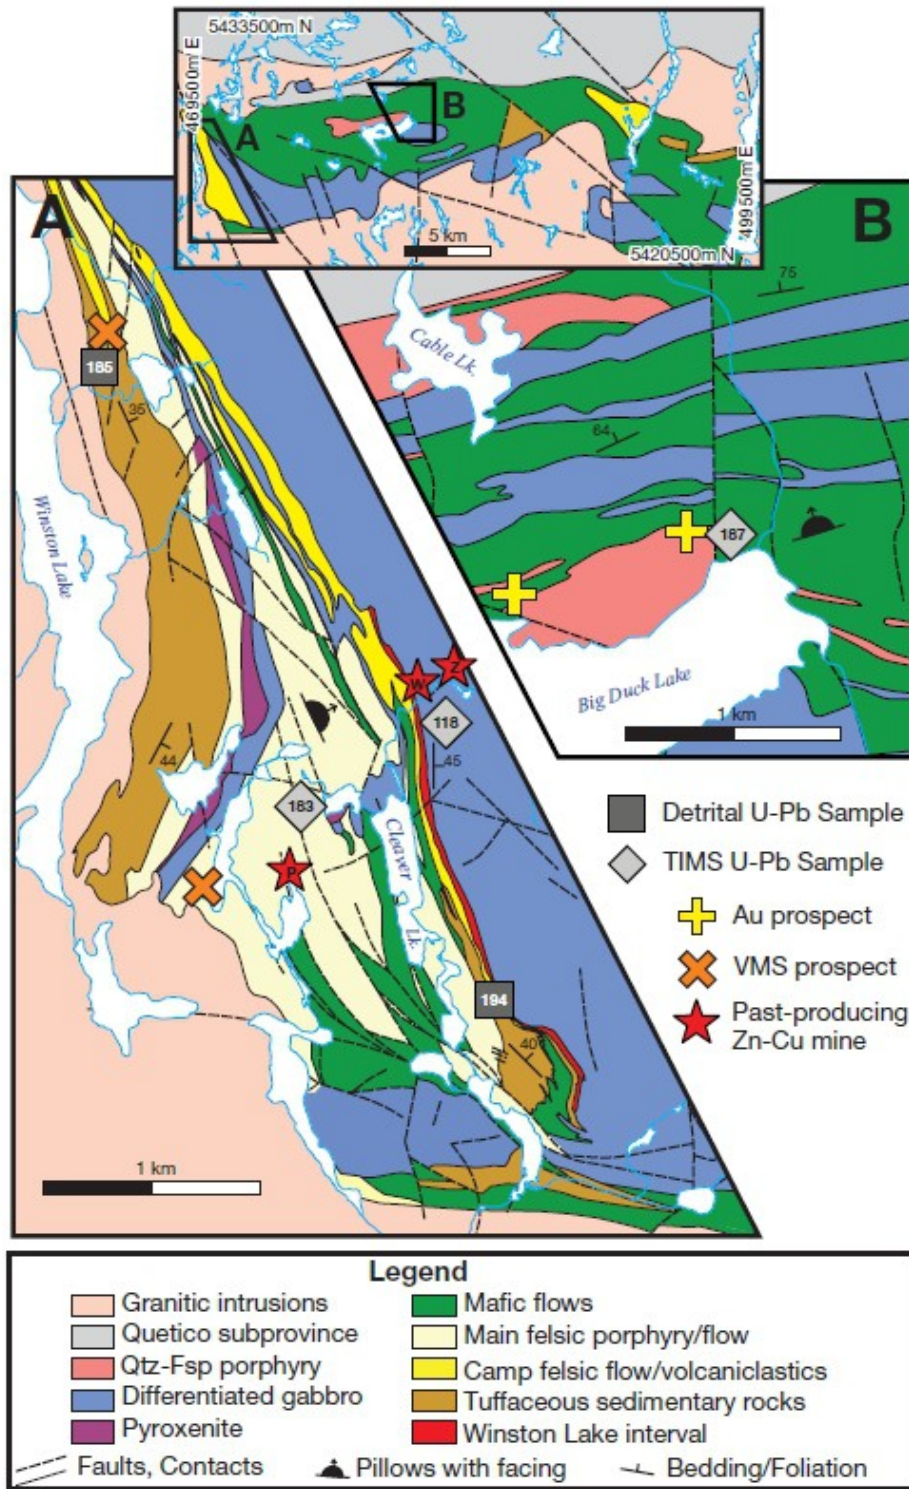 5433500m N
469500m E
A
B
499500m E
5 km
5420500m N
A
B
75
Cable Lk.
185
35
64
Winston Lake
187
W
Z
118
Big Duck Lake
45
1 km
44
183
Cleaver
Lk.
P
Detrital U-Pb Sample
TIMS U-Pb Sample
Au prospect
VMS prospect
Past-producing
Zn-Cu mine
194
40
1 km
Legend
Granitic intrusions
Mafic flows
Quetico subprovince
Main felsic porphyry/flow
Qtz-Fsp porphyry
Camp felsic flow/volcaniclastics
Differentiated gabbro
Tuffaceous sedimentary rocks
Pyroxenite
Winston Lake interval
Faults, Contacts
Pillows with facing
Bedding/Foliation